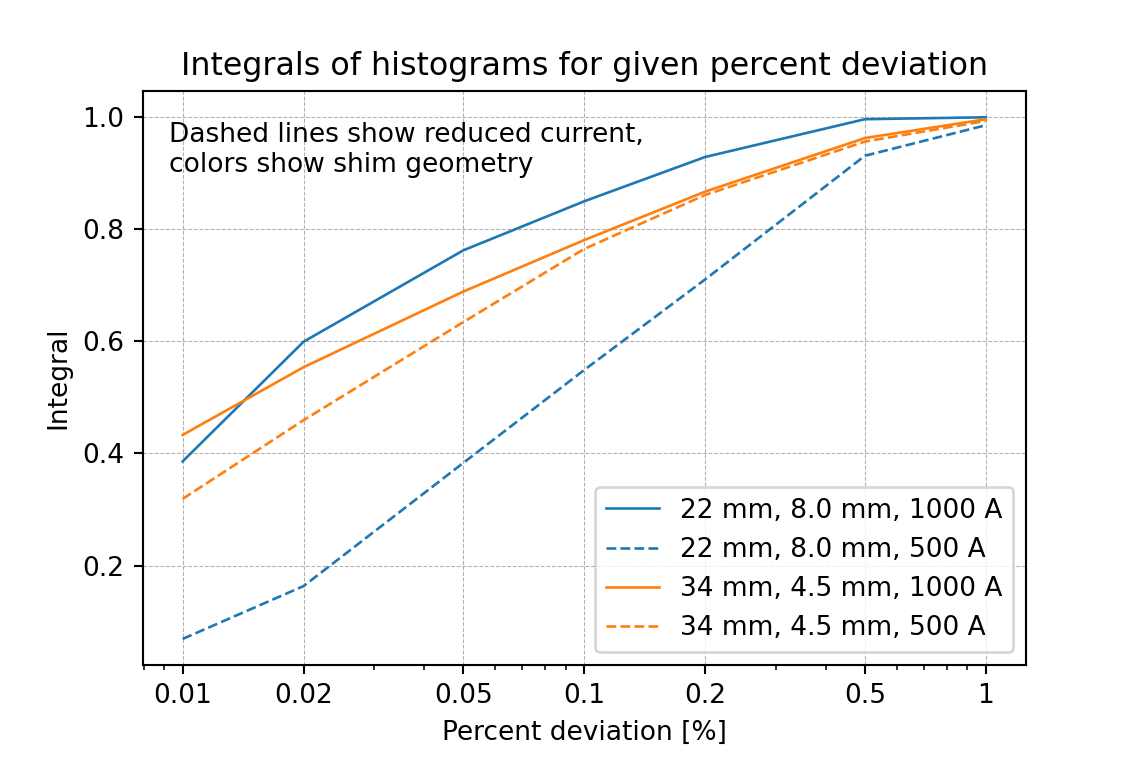 Integrals of histograms for given percent deviation
Dashed lines show reduced current,
colors show shim geometry
1.0
0.8
0.6
0.4
0.2
Integral
22 mm, 8.0 mm, 1000 A
22 mm, 8.0 mm, 500 A
34 mm, 4.5 mm, 1000 A
34 mm, 4.5 mm, 500 A
0.01 0.02 0.05 0.1 0.2 0.5 1
Percent deviation [%]